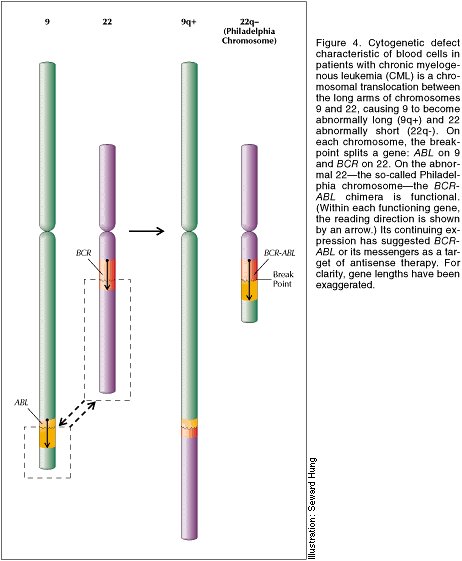 9
22
9q+
22q–
(Philadelphia
Chromosome)
BCR
BCR-ABL
Break
Point
ABL
Illustration: Seward Hung
Figure 4. Cytogenetic defect
characteristic of blood cells in
patients with chronic myeloge-
nous leukemia (CML) is a chro-
mosomal translocation between
the long arms of chromosomes
9 and 22, causing 9 to become
abnormally long (9q+) and 22
abnormally short (22q-). On
each chromosome, the break-
point splits a gene: ABL on 9
and BCR on 22. On the abnor-
mal 22—the so-called Philadel-
phia chromosome—the BCR-
ABL chimera is functional.
(Within each functioning gene,
the reading direction is shown
by an arrow.) Its continuing ex-
pression has suggested BCR-
ABL or its messengers as a tar-
get of antisense therapy. For
clarity, gene lengths have been
exaggerated.